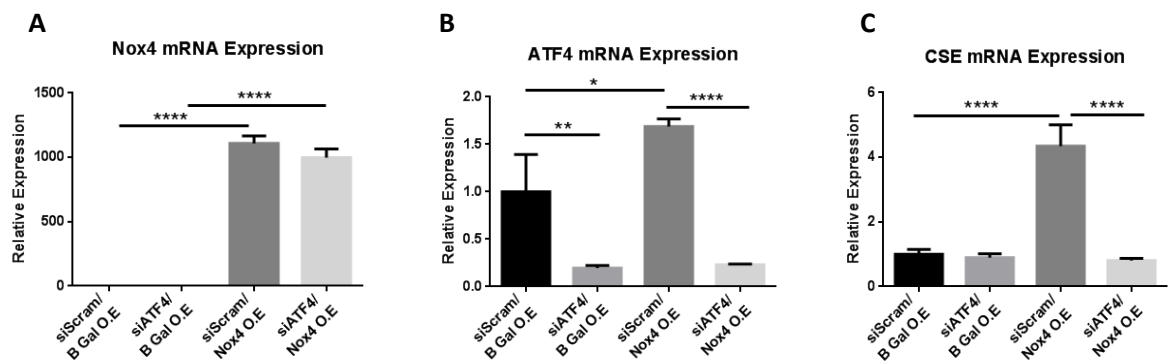 A
Nox4 mRNA Expression
Relative Expression
1500
1000
500
0
****
****
siScram/
B Gal O.E
siATF4/
B Gal O.E
siScram/
Nox4 O.E
siATF4/
Nox4 O.E
B
ATF4 mRNA Expression
Relative Expression
2.0
1.5
1.0
0.5
0.0
*
****
**
siScram/
B Gal O.E
siATF4/
B Gal O.E
siScram/
Nox4 O.E
siATF4/
Nox4 O.E
C
CSE mRNA Expression
Relative Expression
6
4
2
0
****
****
siScram/
B Gal O.E
siATF4/
B Gal O.E
siScram/
Nox4 O.E
siATF4/
Nox4 O.E